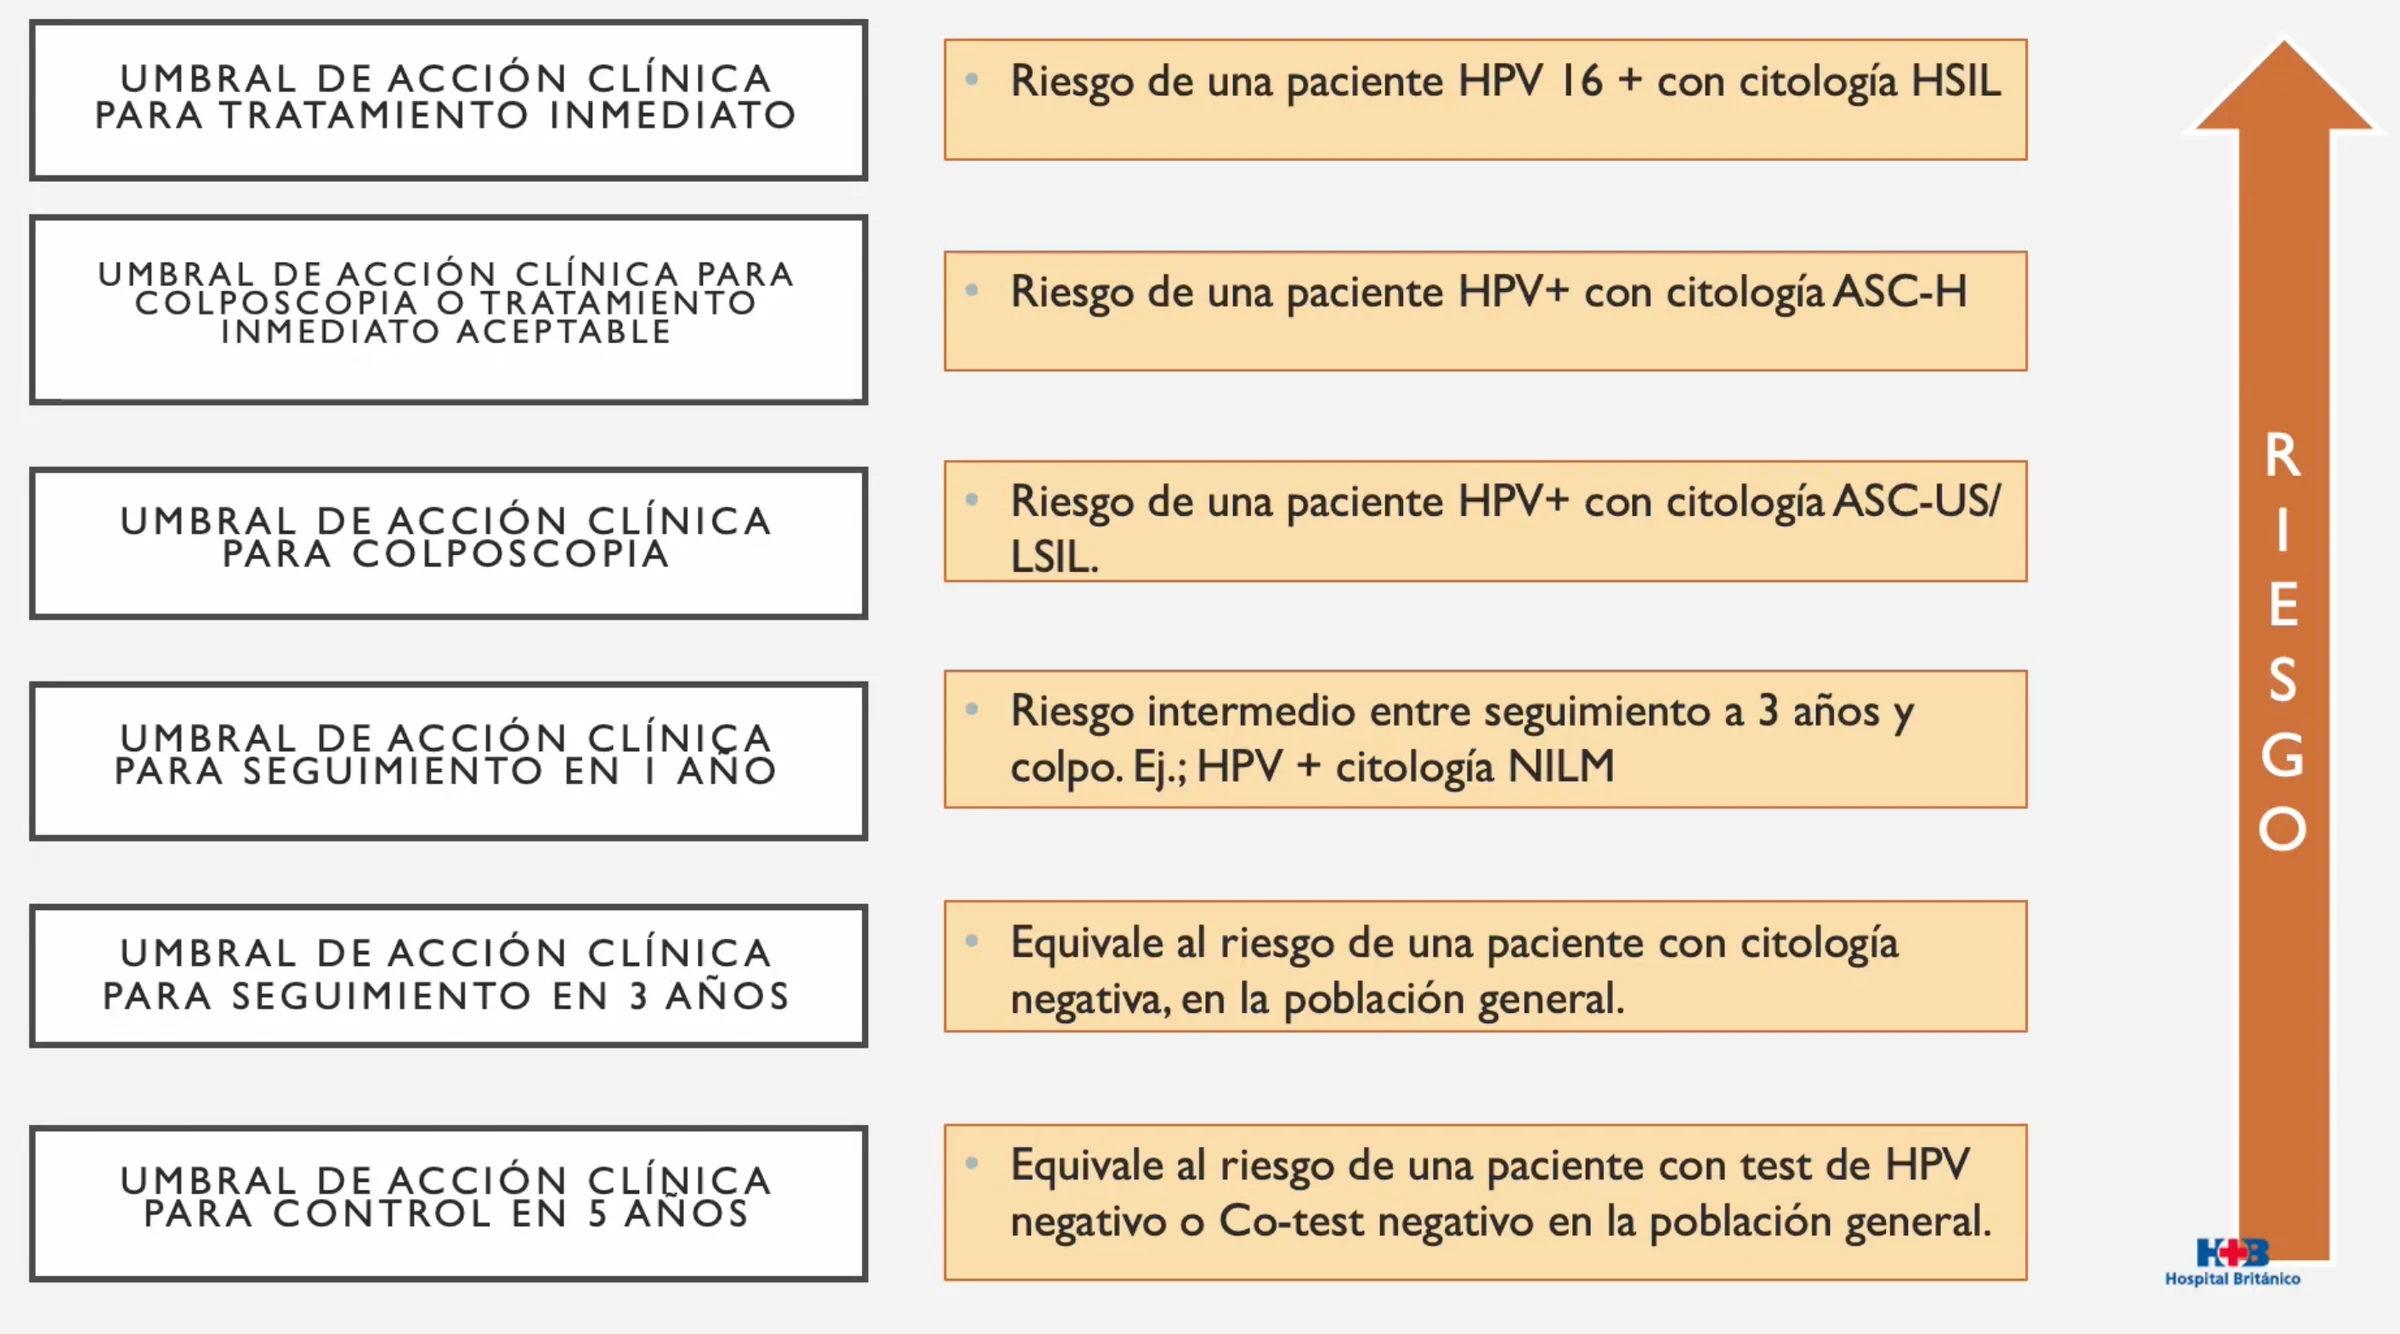 UMBRAL DE ACCIÓN CLÍNICA
PARA TRATAMIENTO INMEDIATO
• Riesgo de una paciente HPV 16 + con citología HSIL
UMBRAL DE ACCIÓN CLÍNICA PARA
COLPOSCOPIA O TRATAMIENTO
INMEDIATO ACEPTABLE
• Riesgo de una paciente HPV+ con citología ASC-H
UMBRAL DE ACCIÓN CLÍNICA
PARA COLPOSCOPIA
• Riesgo de una paciente HPV+ con citología ASC-US/
LSIL.
UMBRAL DE ACCIÓN CLÍNICA
PARA SEGUIMIENTO EN 1 AÑO
• Riesgo intermedio entre seguimiento a 3 años y
colpo. Ej.; HPV + citología NILM
UMBRAL DE ACCIÓN CLÍNICA
PARA SEGUIMIENTO EN 3 AÑOS
• Equivale al riesgo de una paciente con citología
negativa, en la población general.
UMBRAL DE ACCIÓN CLÍNICA
PARA CONTROL EN 5 AÑOS
• Equivale al riesgo de una paciente con test de HPV
negativo o Co-test negativo en la población general.
R
I
E
S
G
O
HB
Hospital Británico